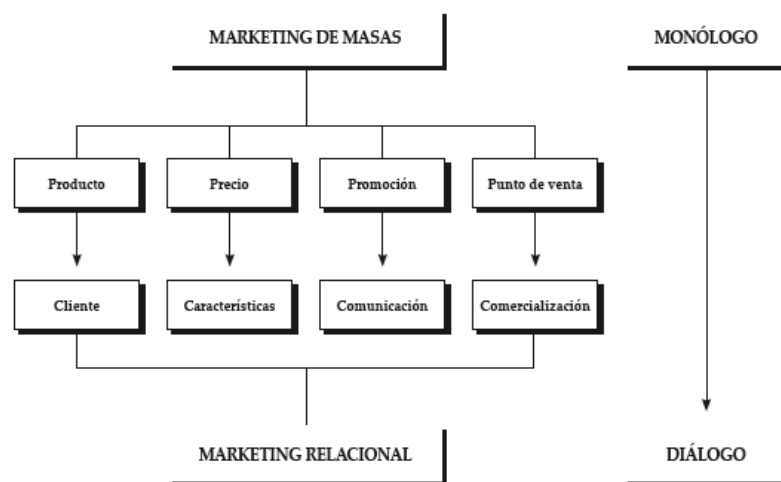 MARKETING DE MASAS
MONÓLOGO
Producto
Precio
Promoción
Punto de venta
Cliente
Características
Comunicación
Comercialización
MARKETING RELACIONAL
DIÁLOGO